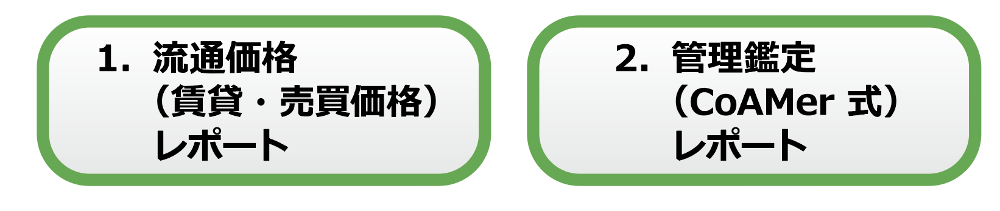 1. 流通価格
（賃貸・売買価格）
レポート
2. 管理鑑定
（CoAMer 式）
レポート